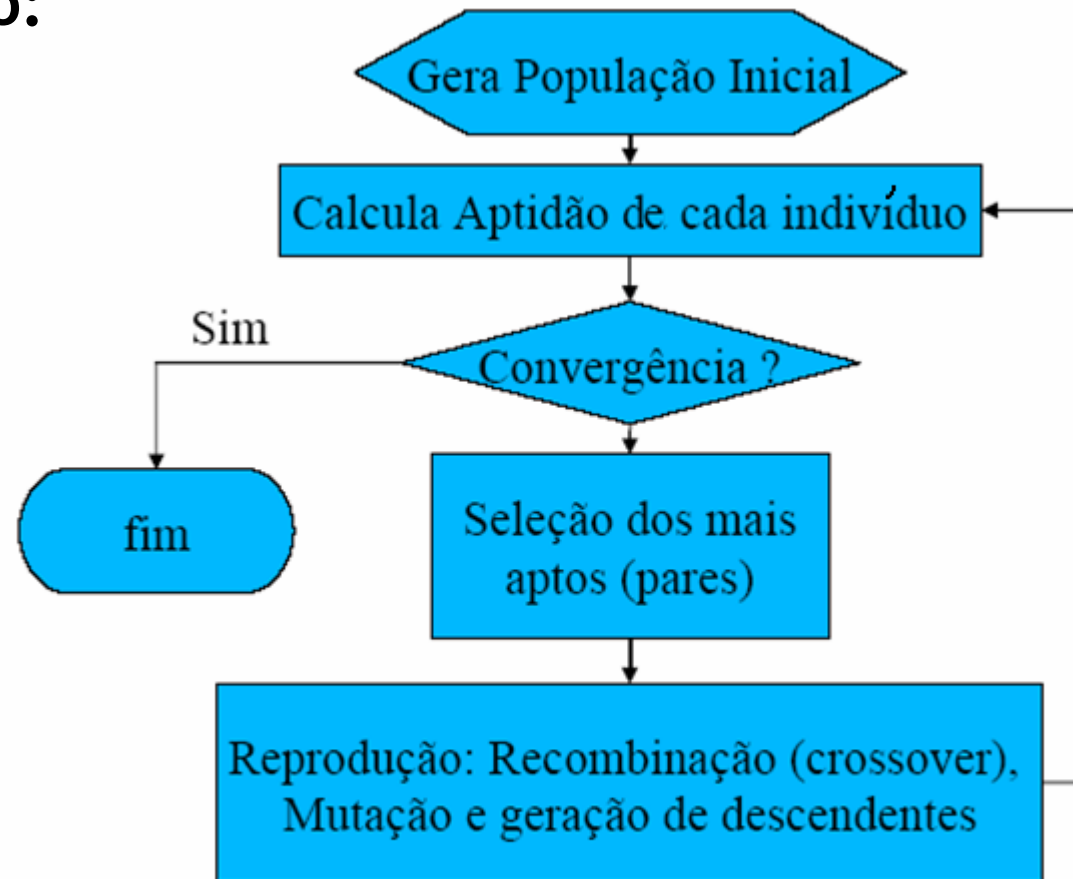 o:
Gera População Inicial
Calcula Aptidão de cada indivíduo
Sim
Convergência ?
fim
Seleção dos mais
aptos (pares)
Reprodução: Recombinação (crossover),
Mutação e geração de descendentes